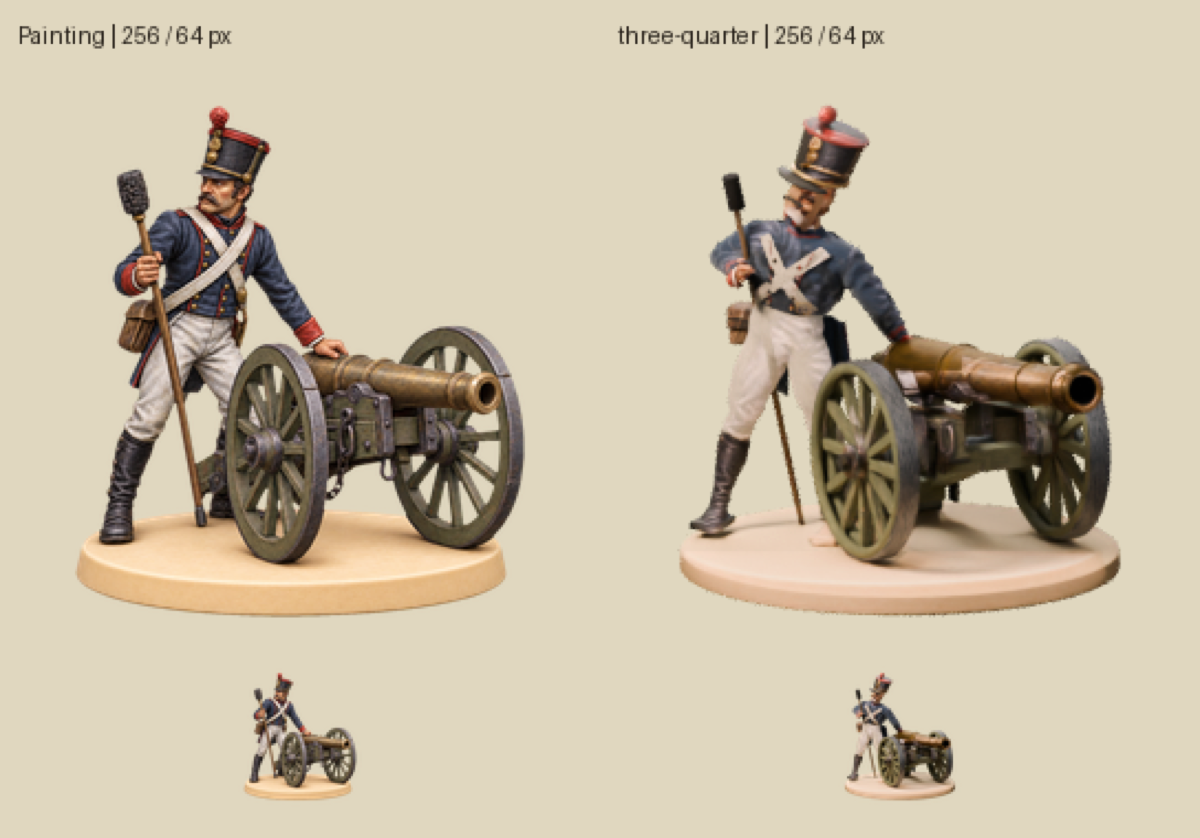 Painting | 256 / 64 px
three-quarter | 256 / 64 px